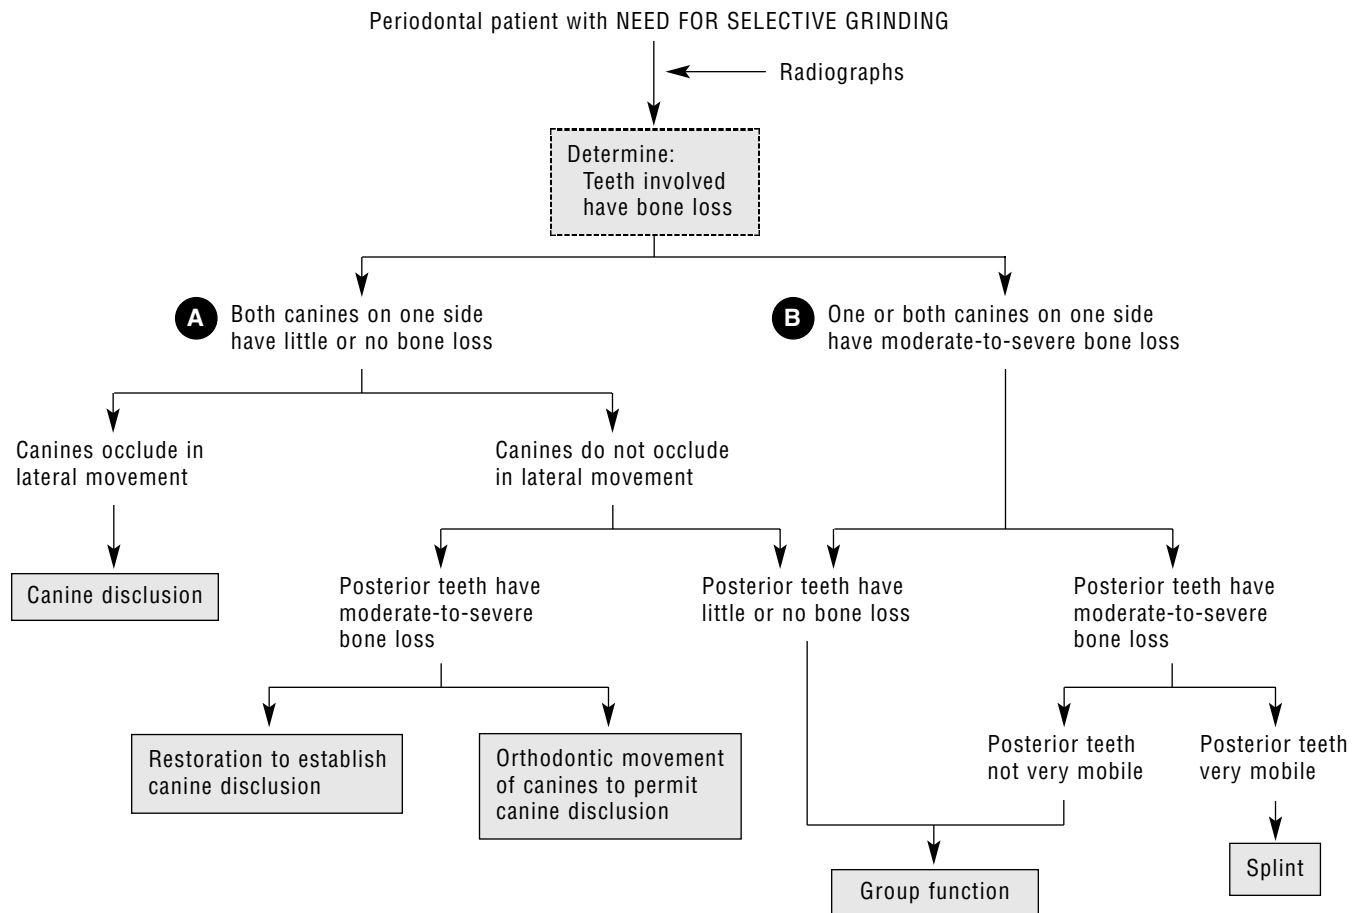 Periodontal patient with NEED FOR SELECTIVE GRINDING
Radiographs
Determine:
Teeth involved
have bone loss
A
Both canines on one side
have little or no bone loss
B
One or both canines on one side
have moderate-to-severe bone loss
Canines occlude in
lateral movement
Canines do not occlude
in lateral movement
Canine disclusion
Posterior teeth have
moderate-to-severe
bone loss
Posterior teeth have
little or no bone loss
Posterior teeth have
moderate-to-severe
bone loss
Restoration to establish
canine disclusion
Orthodontic movement
of canines to permit
canine disclusion
Posterior teeth
not very mobile
Posterior teeth
very mobile
Group function
Splint